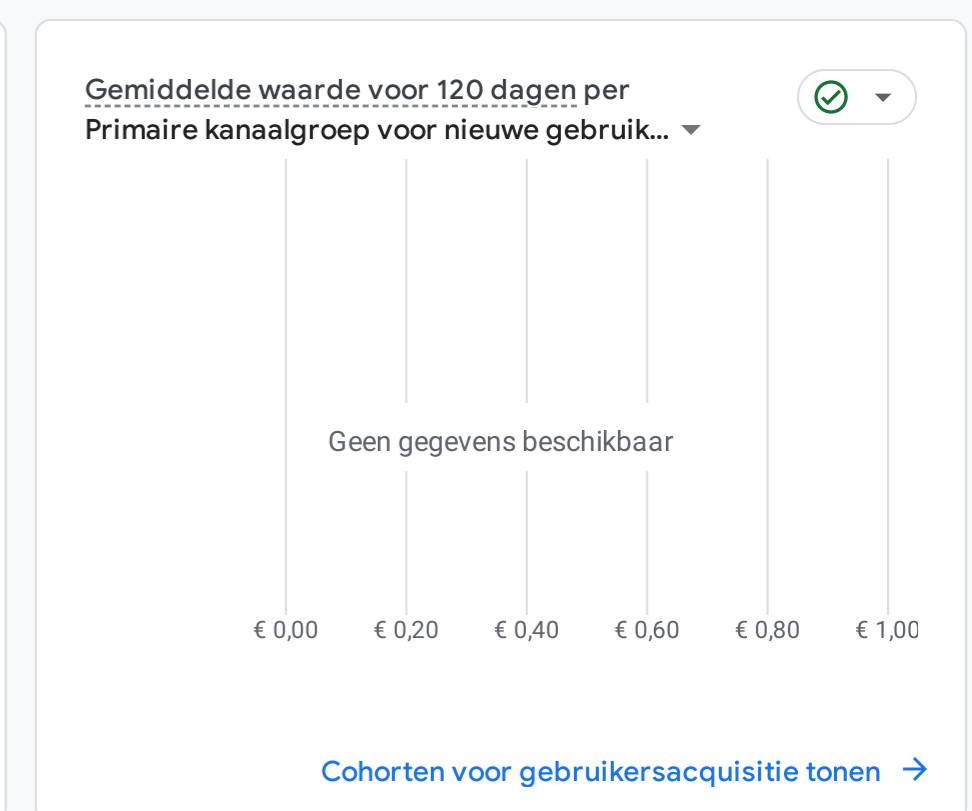 Gemiddelde waarde voor 120 dagen per
Primaire kanaalgroep voor nieuwe gebruik...
Geen gegevens beschikbaar
€ 0,00 € 0,20 € 0,40 € 0,60 € 0,80 € 1,00
Cohorten voor gebruikersacquisitie tonen